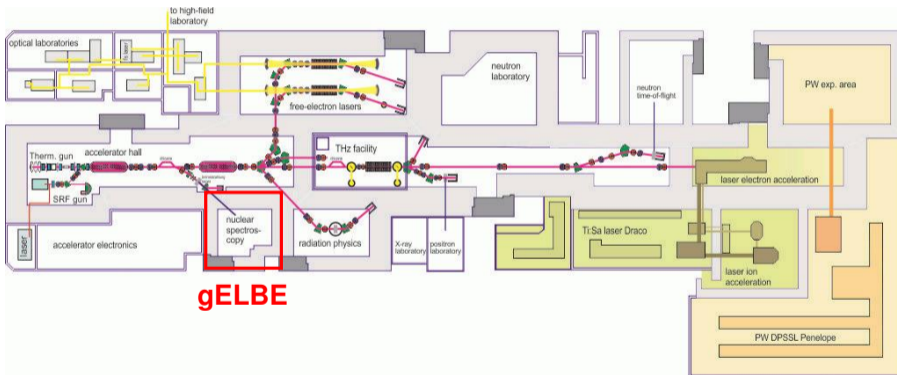 to high-field
laboratory
optical laboratories
laser
free-electron lasers
neutron
laboratory
neutron
time-of-flight
PW exp. area
accelerator hall
Therm. gun
SRF gun
THz facility
laser electron acceleration
nuclear
spectros-
copy
radiation physics
X-ray
laboratory
positron
laboratory
accelerator electronics
laser
Ti:Sa laser Draco
laser ion
acceleration
PW DPSSL Penelope
gELBE